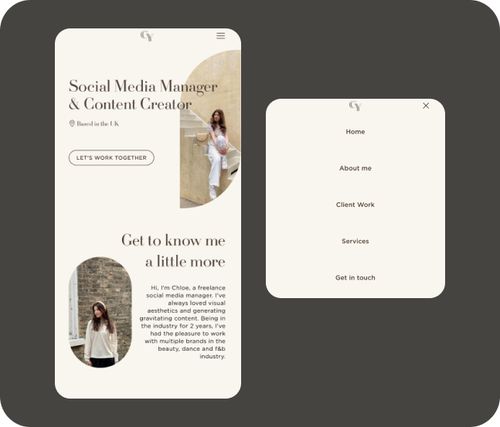 CY
Social Media Manager
& Content Creator
Based in the UK
LET'S WORK TOGETHER
Get to know me
a little more
Hi, I'm Chloe, a freelance
social media manager. I've
always loved visual
aesthetics and generating
gravitating content. Being in
the industry for 2 years, I've
had the pleasure to work
with multiple brands in the
beauty, dance and f&b
industry.
CY
Home
About me
Client Work
Services
Get in touch